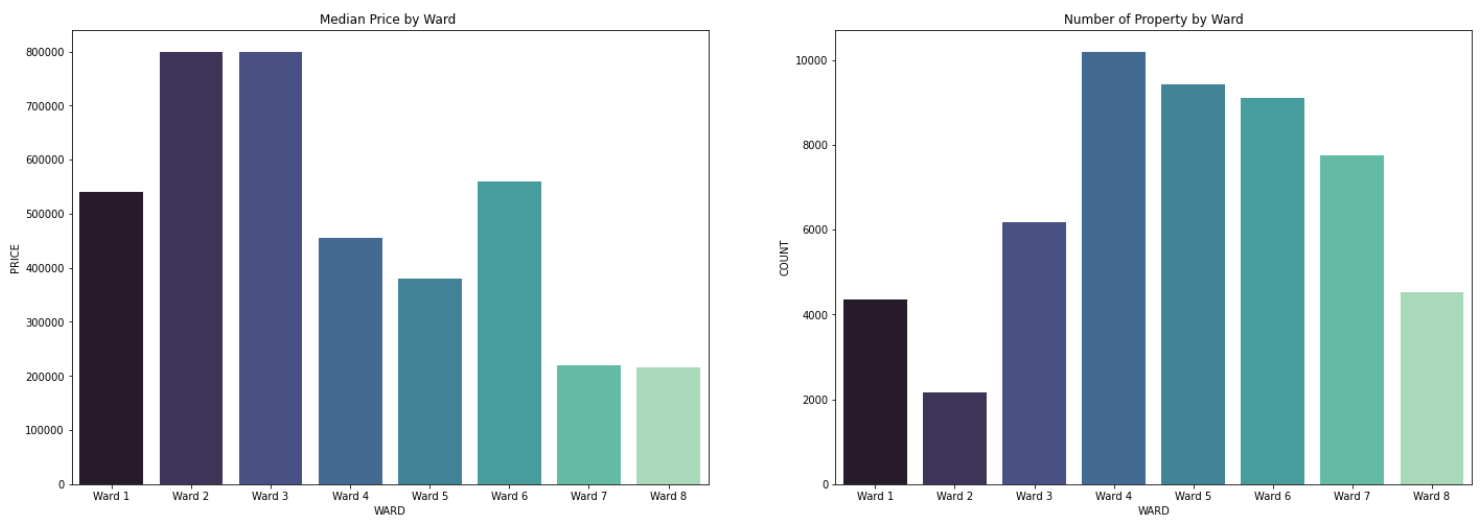 Median Price by Ward
PRICE
800000
700000
600000
500000
400000
300000
200000
100000
0
Ward 1 Ward 2 Ward 3 Ward 4 Ward 5 Ward 6 Ward 7 Ward 8
WARD
Number of Property by Ward
COUNT
10000
8000
6000
4000
2000
0
Ward 1 Ward 2 Ward 3 Ward 4 Ward 5 Ward 6 Ward 7 Ward 8
WARD